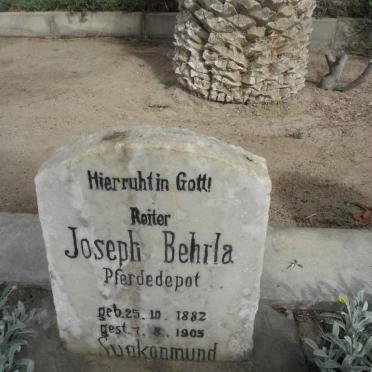 Hier ruht in Gott!
Reiter
Joseph Behrla
Pferdedepot
geb. 25. 10. 1882
gest. 7. 8. 1905
Swakopmund